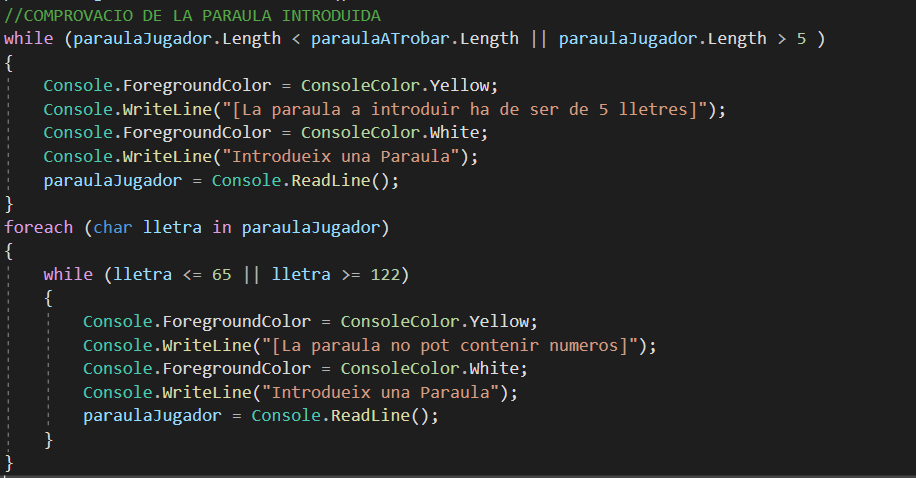 //COMPROVACIO DE LA PARAULA INTRODUIDA
while (paraulaJugador.Length < paraulaATrobar.Length || paraulaJugador.Length > 5 )
{
    Console.ForegroundColor = ConsoleColor.Yellow;
    Console.WriteLine("[La paraula a introduir ha de ser de 5 lletres]");
    Console.ForegroundColor = ConsoleColor.White;
    Console.WriteLine("Introdueix una Paraula");
    paraulaJugador = Console.ReadLine();
}
foreach (char lletra in paraulaJugador)
{
    while (lletra <= 65 || lletra >= 122)
    {
        Console.ForegroundColor = ConsoleColor.Yellow;
        Console.WriteLine("[La paraula no pot contenir numeros]");
        Console.ForegroundColor = ConsoleColor.White;
        Console.WriteLine("Introdueix una Paraula");
        paraulaJugador = Console.ReadLine();
    }
}